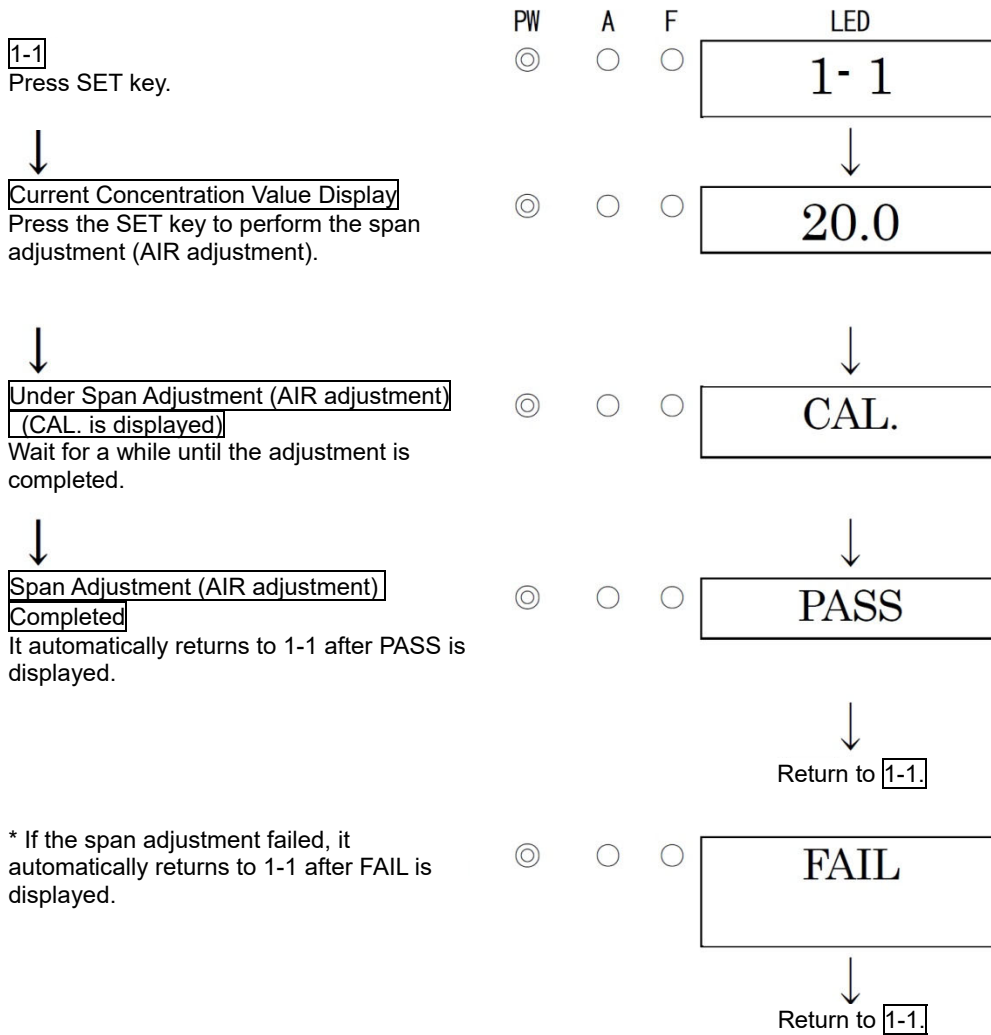 PW A F LED
1-1
Press SET key.
1- 1
Current Concentration Value Display
Press the SET key to perform the span
adjustment (AIR adjustment).
20.0
Under Span Adjustment (AIR adjustment)
(CAL. is displayed)
Wait for a while until the adjustment is
completed.
CAL.
Span Adjustment (AIR adjustment)
Completed
It automatically returns to 1-1 after PASS is
displayed.
PASS
Return to 1-1.
* If the span adjustment failed, it
automatically returns to 1-1 after FAIL is
displayed.
FAIL
Return to 1-1.